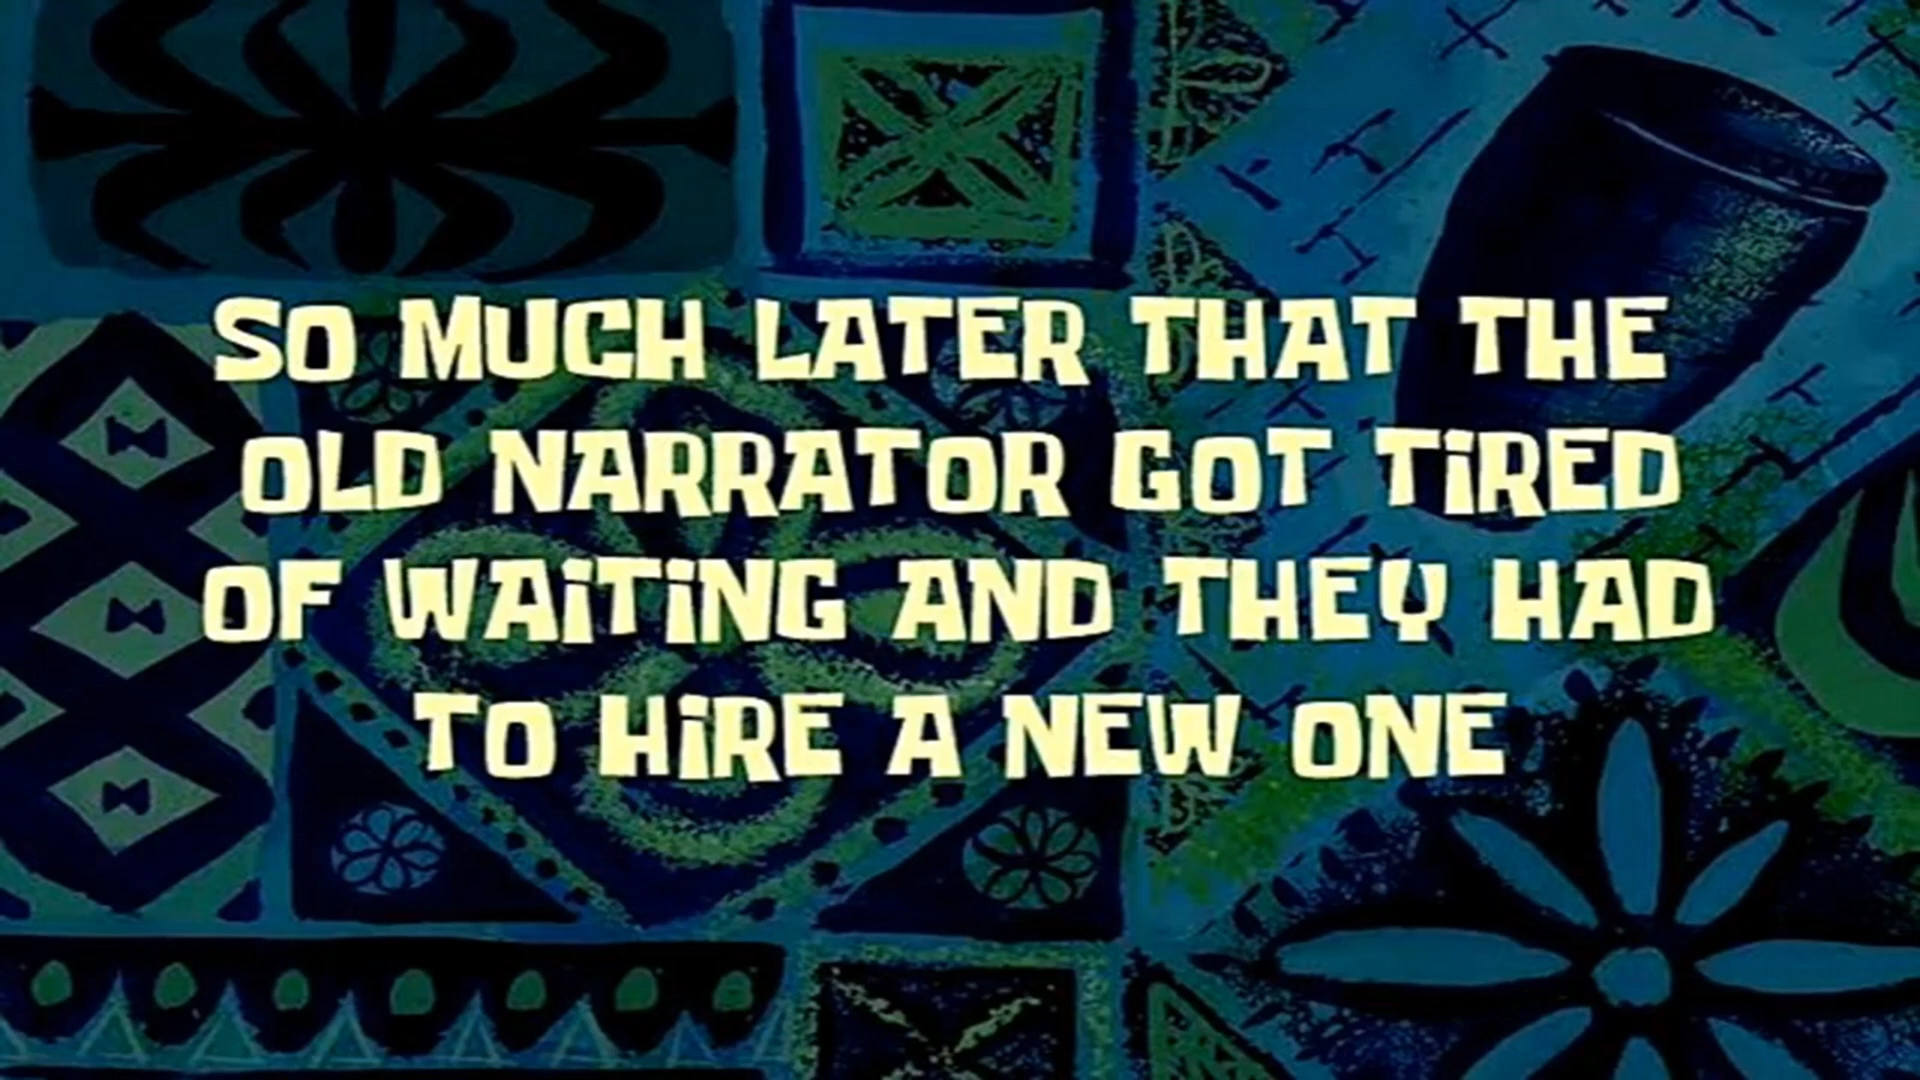 SO MUCH LATER THAT THE
OLD NARRATOR GOT TiRED
OF WAiTiNG AND THEY HAD
TO HiRE A NEW ONE